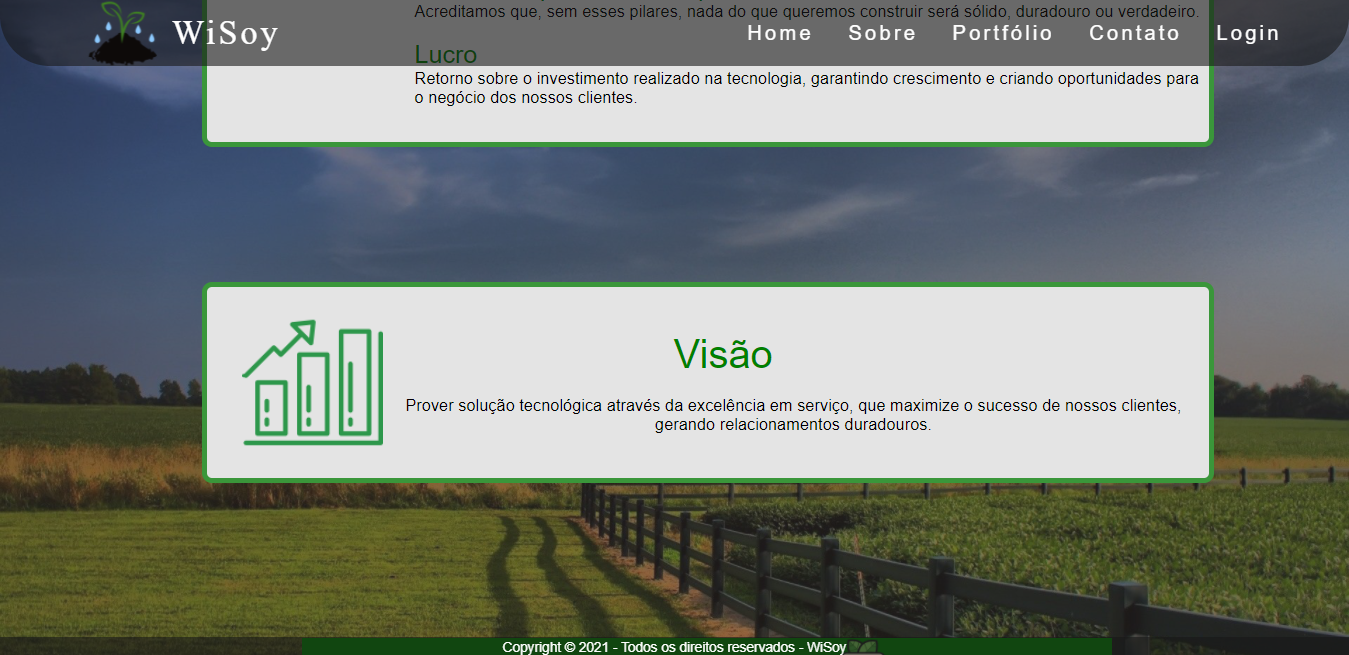 Acreditamos que, sem esses pilares, nada do que queremos construir será sólido, duradouro ou verdadeiro.
WiSoy
Home Sobre Portfólio Contato Login
Lucro
Retorno sobre o investimento realizado na tecnologia, garantindo crescimento e criando oportunidades para
o negócio dos nossos clientes.
Visão
Prover solução tecnológica através da excelência em serviço, que maximize o sucesso de nossos clientes,
gerando relacionamentos duradouros.
Copyright © 2021 - Todos os direitos reservados - WiSoy